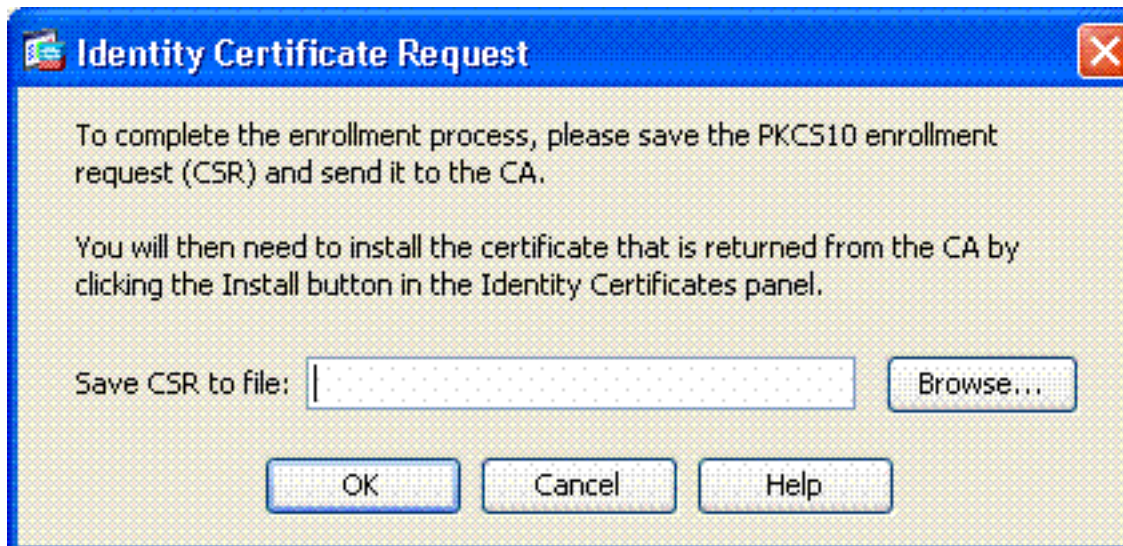 Identity Certificate Request
To complete the enrollment process, please save the PKCS10 enrollment
request (CSR) and send it to the CA.
You will then need to install the certificate that is returned from the CA by
clicking the Install button in the Identity Certificates panel.
Save CSR to file: Browse...
OK Cancel Help